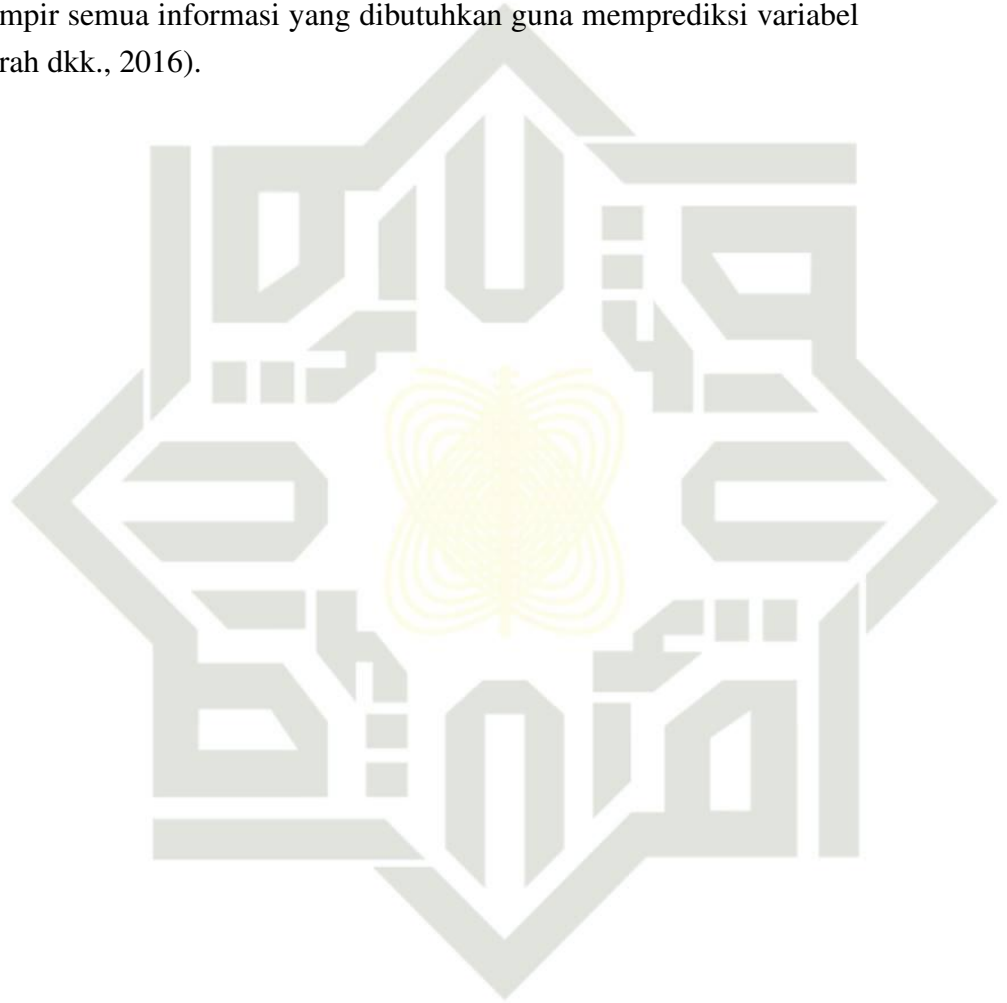 mpir semua informasi yang dibutuhkan guna memprediksi variabel
rah dkk., 2016).